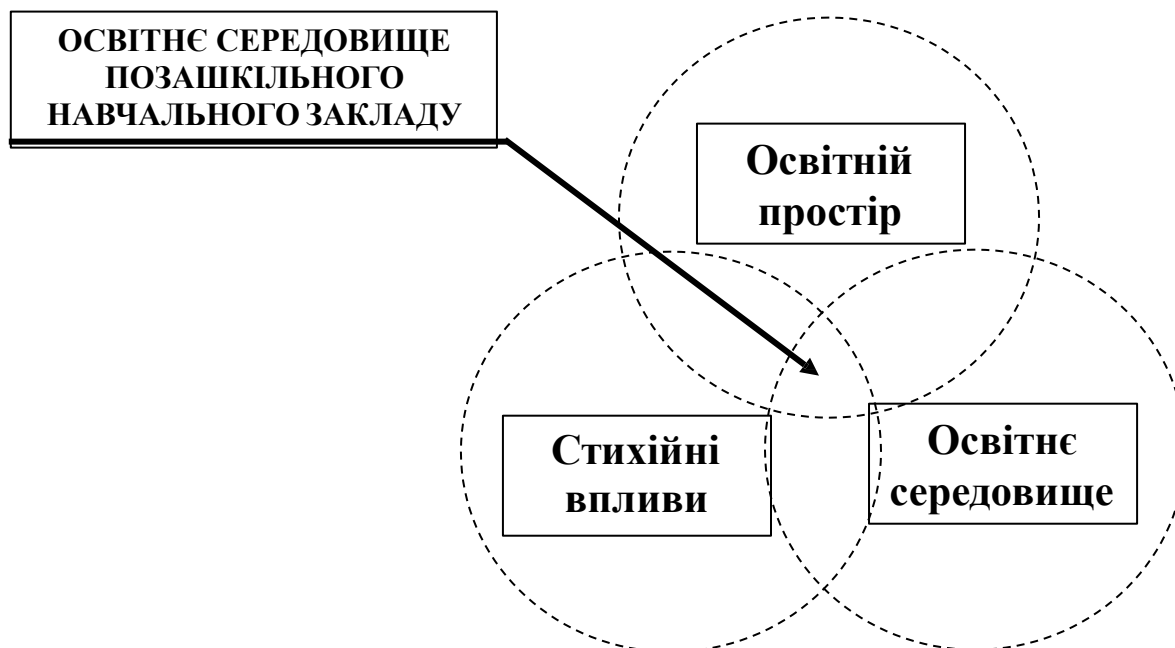 ОСВІТНЄ СЕРЕДОВИЩЕ
ПОЗАШКІЛЬНОГО
НАВЧАЛЬНОГО ЗАКЛАДУ
Освітній
простір
Стихійні
впливи
Освітнє
середовище